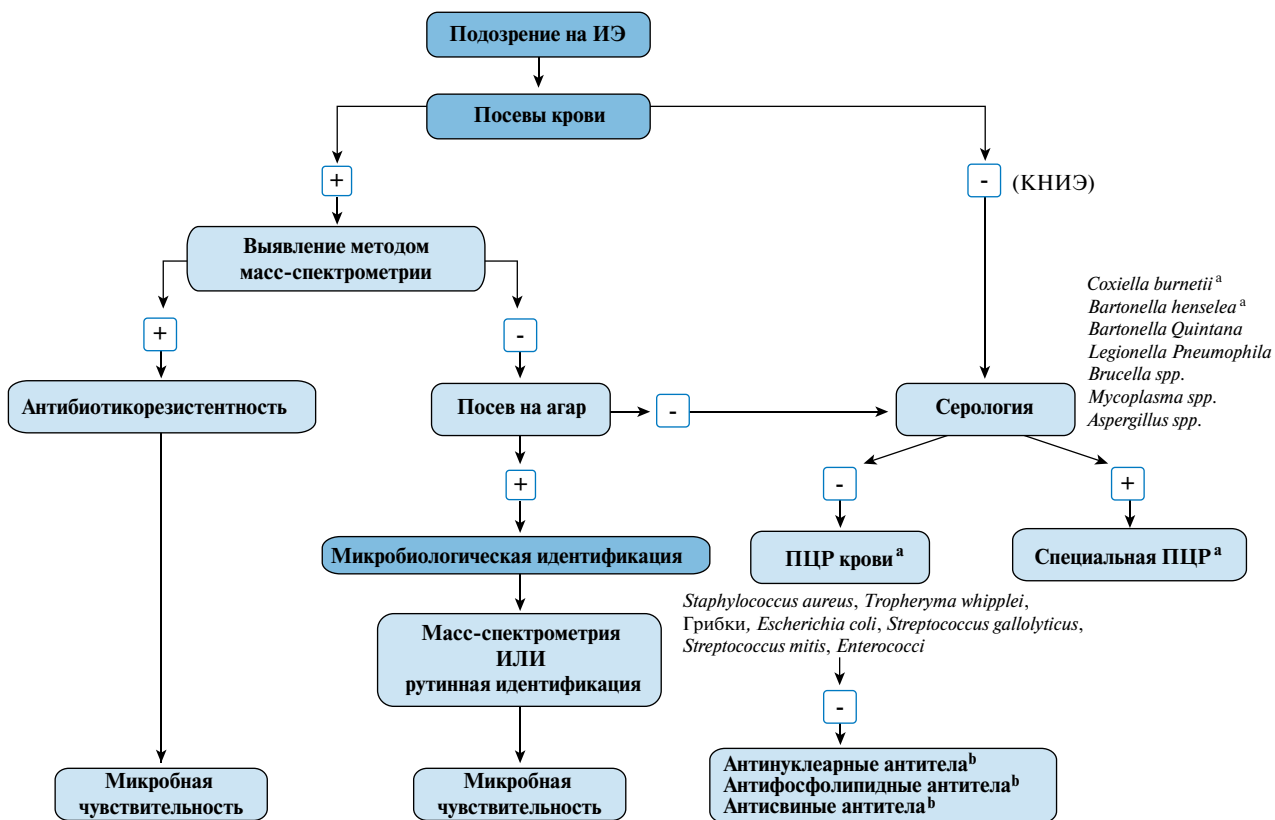 Подозрение на ИЭ
Посевы крови
+
- (КНИЭ)
Выявление методом
масс-спектрометрии
Coxiella burnetii a
Bartonella henselea a
Bartonella Quintana
Legionella Pneumophila
Brucella spp.
Mycoplasma spp.
Aspergillus spp.
+
-
Антибиотикорезистентность
Посев на агар
-
Серология
+
-
+
Микробиологическая идентификация
ПЦР крови a
Специальная ПЦР a
Staphylococcus aureus, Tropheryma whipplei,
Грибки, Escherichia coli, Streptococcus gallolyticus,
Streptococcus mitis, Enterococci
Масс-спектрометрия
ИЛИ
рутинная идентификация
-
Микробная
чувствительность
Микробная
чувствительность
Антинуклеарные антитела b
Антифосфолипидные антитела b
Антисвиные антитела b